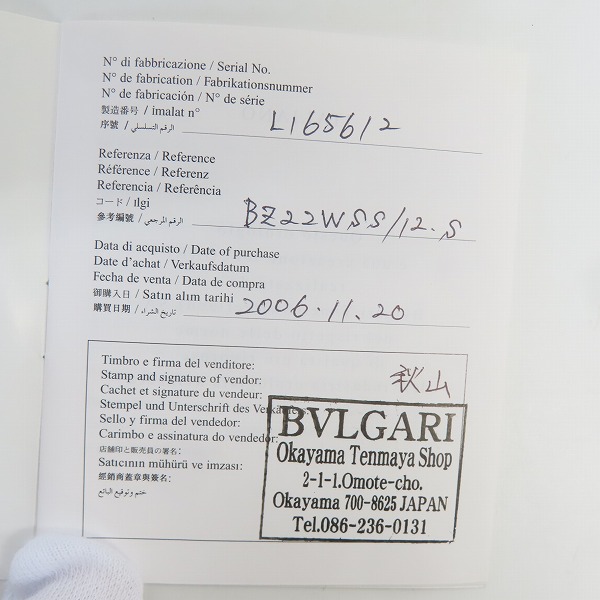 N° di fabbricazione / Serial No.
N° de fabrication / Fabrikationsnummer
N° de fabricación / N° de série
製造番号 / imalat n°
序號 / الرقم التسلسلي
L165612
Referenza / Reference
Référence / Referenz
Referencia / Referência
コード / ılgi
參考編號 / الرقم المرجعي
BZ22WSS/12.S
Data di acquisto / Date of purchase
Date d'achat / Verkaufsdatum
Fecha de venta / Data de compra
御購入日 / Satın alım tarihi
購買日期 / تاريخ الشراء
2006.11.20
Timbro e firma del venditore:
Stamp and signature of vendor:
Cachet et signature du vendeur:
Stempel und Unterschrift des Verkäufers:
Sello y firma del vendedor:
Carimbo e assinatura do vendedor:
店舗印と販売員の署名:
Satıcının mühürü ve imzası:
經銷商蓋章與簽名:
ختم وتوقيع البائع
秋山
BVLGARI
Okayama Tenmaya Shop
2-1-1.Omote-cho.
Okayama 700-8625 JAPAN
Tel.086-236-0131